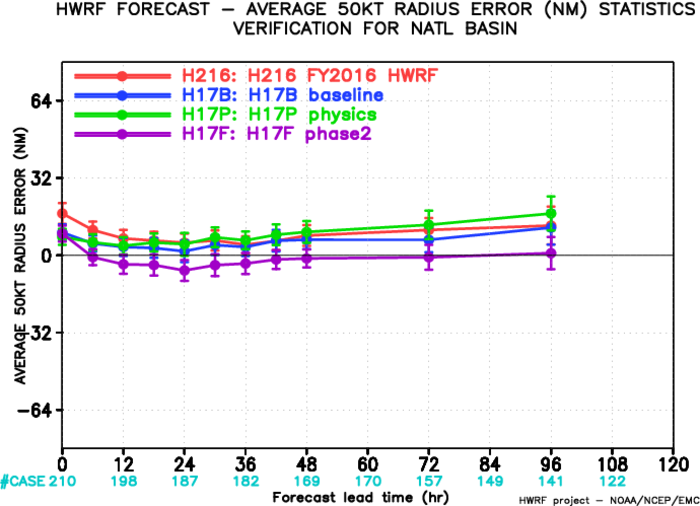 HWRF FORECAST – AVERAGE 50KT RADIUS ERROR (NM) STATISTICS
VERIFICATION FOR NATL BASIN
H216: H216 FY2016 HWRF
H17B: H17B baseline
H17P: H17P physics
H17F: H17F phase2
AVERAGE 50KT RADIUS ERROR (NM)
64
32
0
-32
-64
0 12 24 36 48 60 72 84 96 108 120
#CASE 210 198 187 182 169 170 157 149 141 122
Forecast lead time (hr)
HWRF project – NOAA/NCEP/EMC